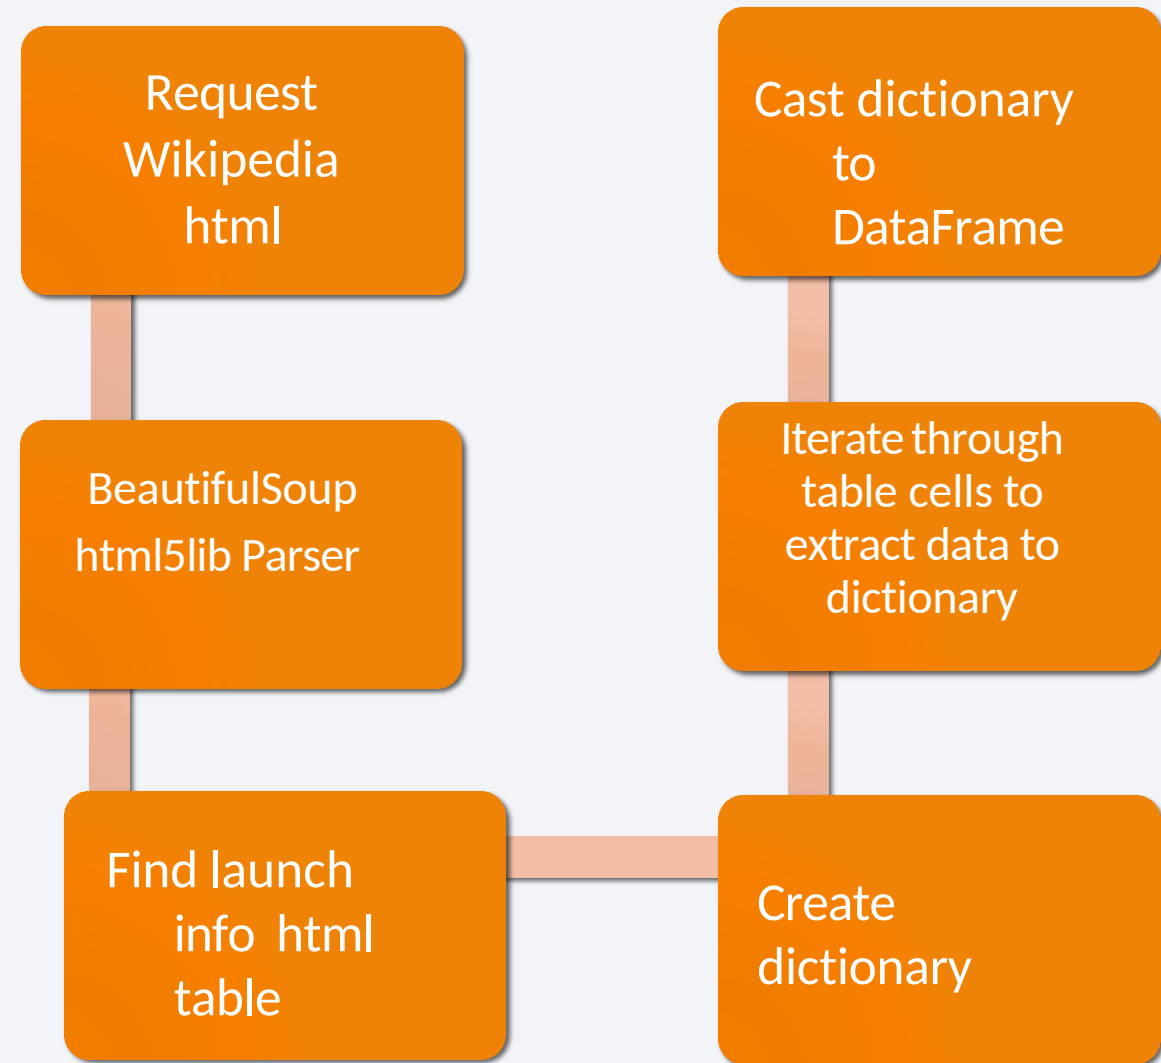 Request
Wikipedia
html
BeautifulSoup
html5lib Parser
Find launch
info html
table
Create
dictionary
Iterate through
table cells to
extract data to
dictionary
Cast dictionary
to
DataFrame